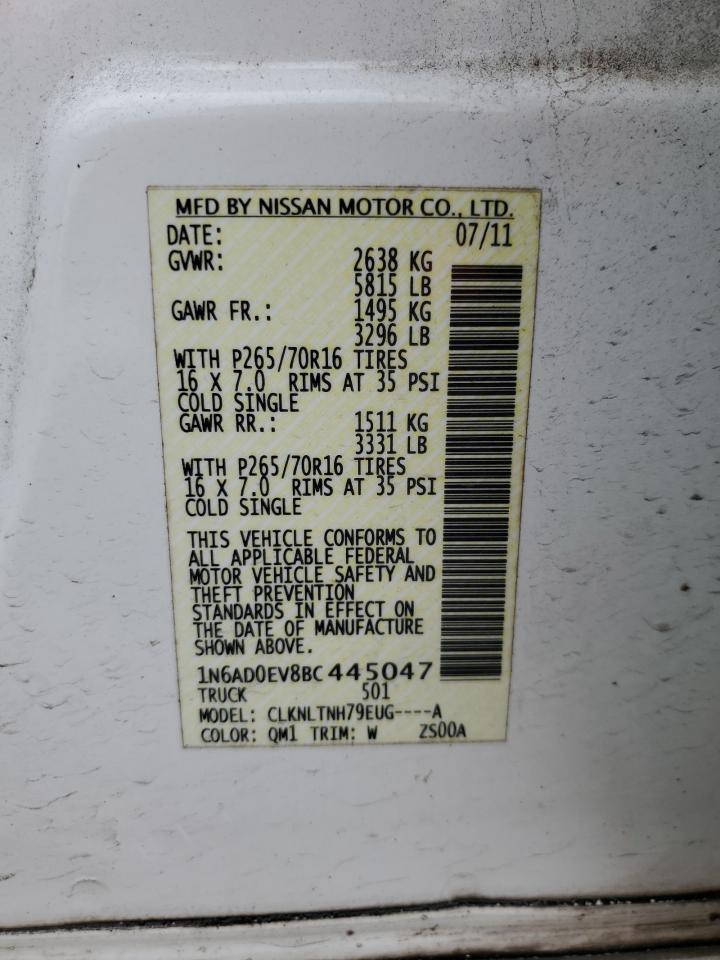 MFD BY NISSAN MOTOR CO., LTD.
DATE: 07/11
GVWR: 2638 KG
5815 LB
GAWR FR.: 1495 KG
3296 LB
WITH P265/70R16 TIRES
16 X 7.0 RIMS AT 35 PSI
COLD SINGLE
GAWR RR.: 1511 KG
3331 LB
WITH P265/70R16 TIRES
16 X 7.0 RIMS AT 35 PSI
COLD SINGLE
THIS VEHICLE CONFORMS TO
ALL APPLICABLE FEDERAL
MOTOR VEHICLE SAFETY AND
THEFT PREVENTION
STANDARDS IN EFFECT ON
THE DATE OF MANUFACTURE
SHOWN ABOVE.
1N6AD0EV8BC445047
TRUCK 501
MODEL: CLKNLTNH79EUG----A
COLOR: QM1 TRIM: W ZS00A